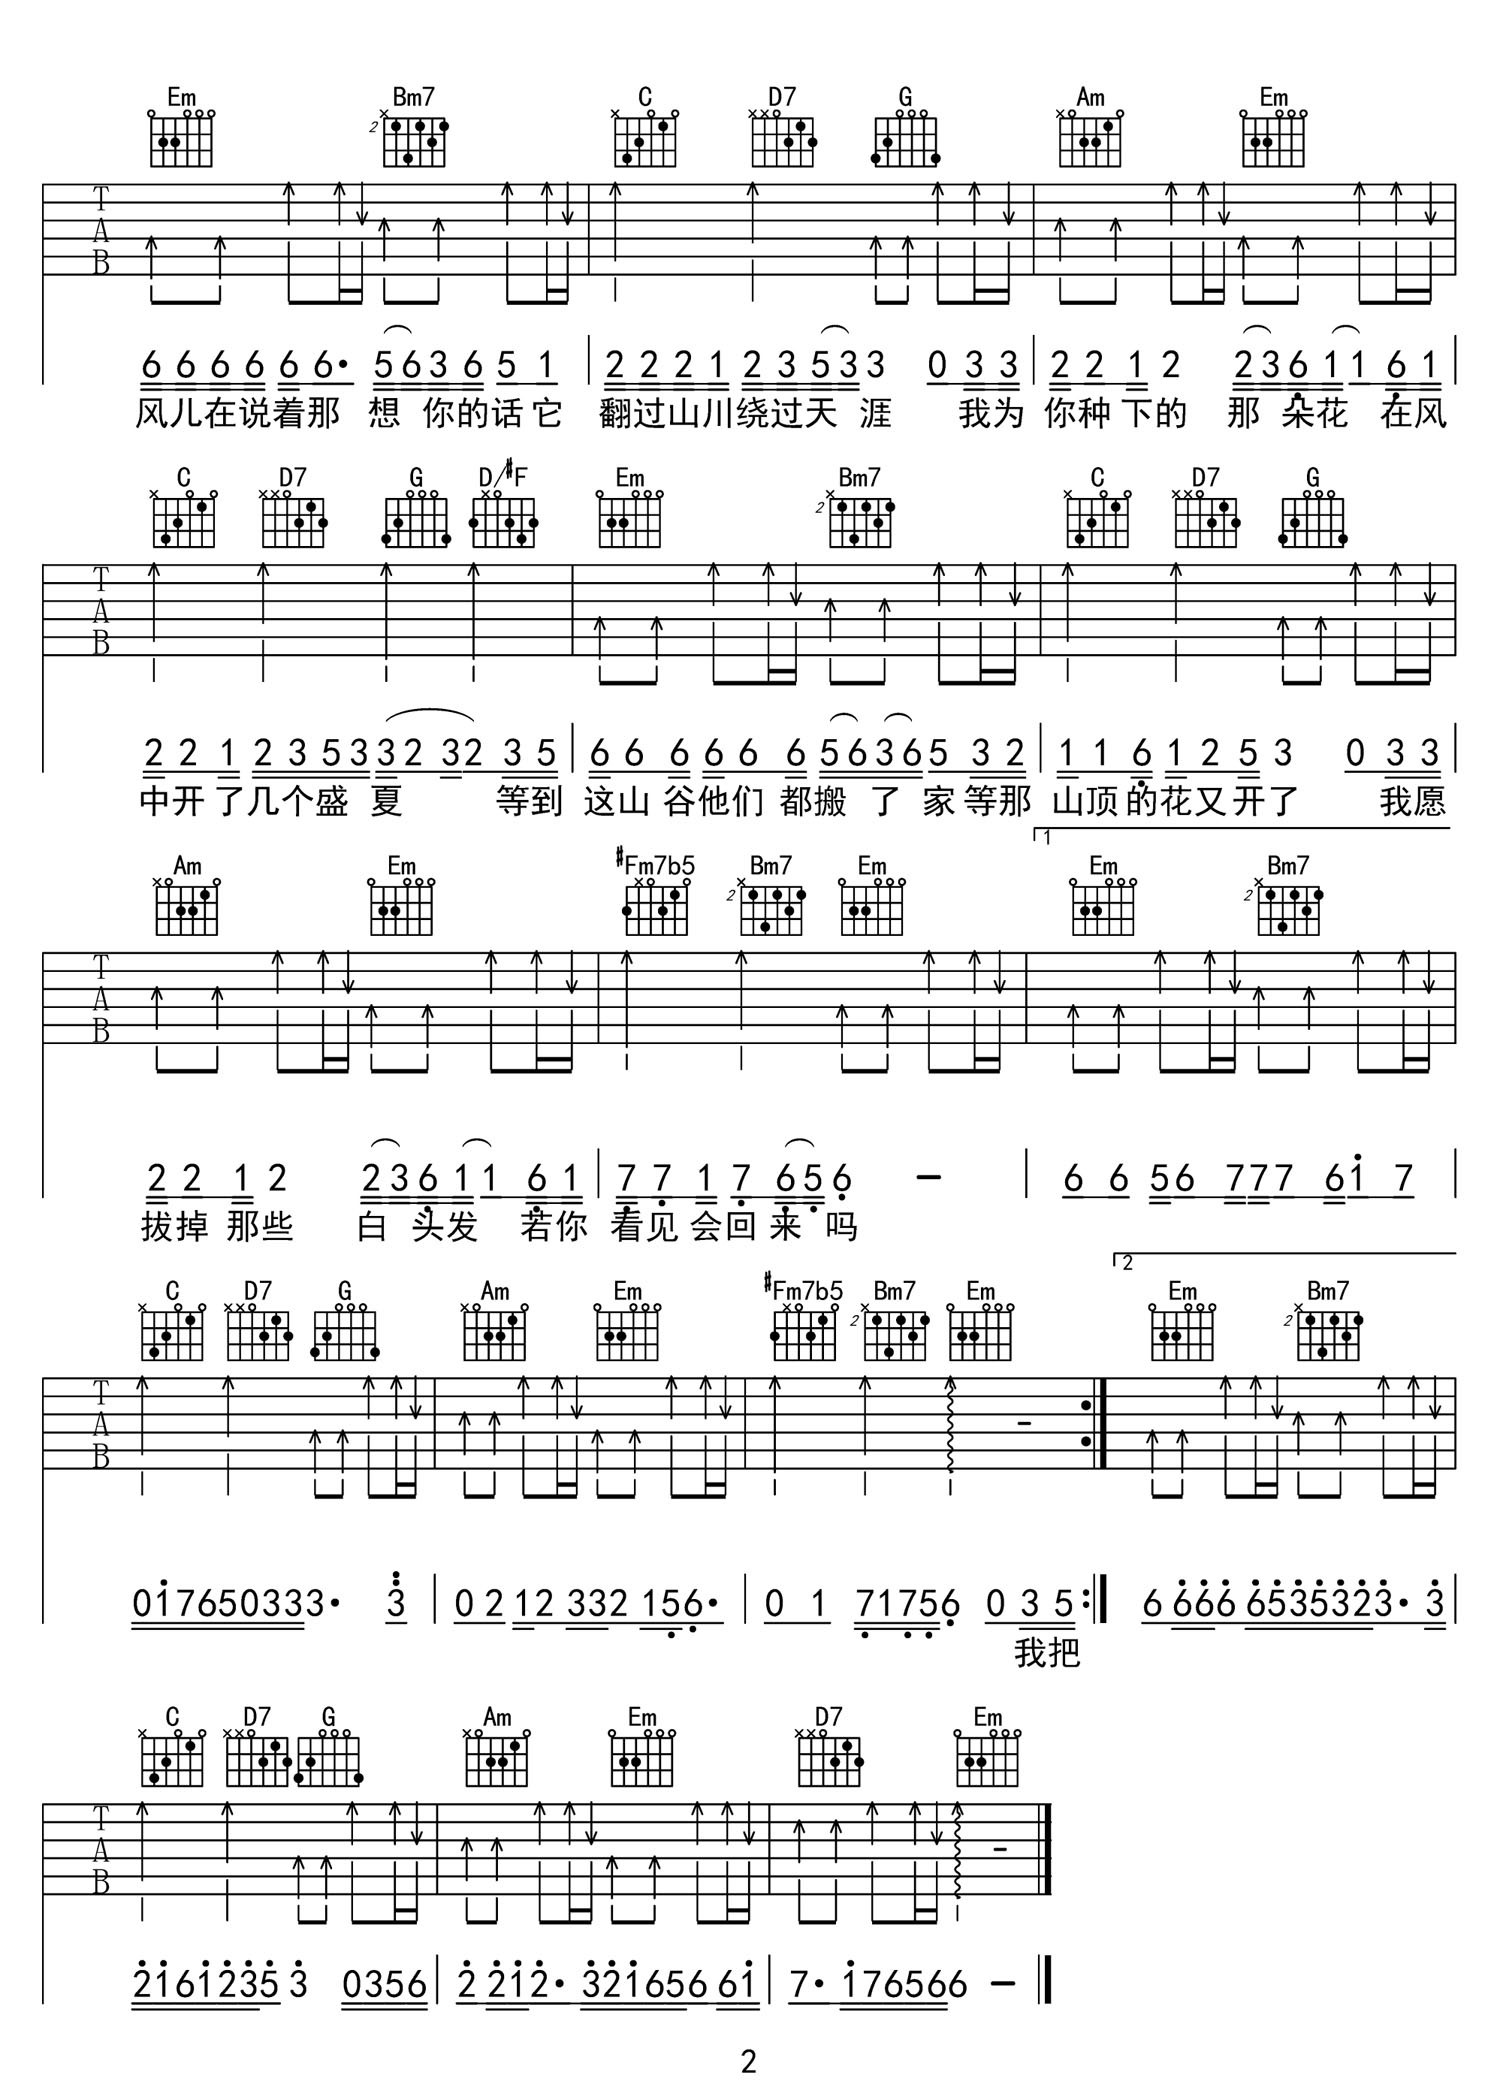 Em Bm7 C D7 G Am Em
2
T A B
6 6 6 6 6 6· 5 6 3 6 5 1 | 2 2 2 1 2 3 5 3 3 0 3 3 | 2 2 1 2 2 3 6 1 1 6 1 |
风儿在说着那 想 你的话它 翻过山川绕过天 涯 我为 你种 下的 那 朵花 在风
C D7 G D/#F Em Bm7 C D7 G
2
T A B
2 2 1 2 3 5 3 3 2 3 2 3 5 | 6 6 6 6 6 6 5 6 3 6 5 3 2 | 1 1 6 1 2 5 3 0 3 3 |
中开了几个盛 夏 等到 这山 谷他们 都搬 了 家 等那 山顶的花又开了 我愿
1
Am Em #Fm7b5 Bm7 Em Em Bm7
2 2
T A B
2 2 1 2 2 3 6 1 1 6 1 | 7 7 1 7 6 5 6 – | 6 6 5 6 7 7 7 6 1 7 |
拔掉 那些 白 头发 若你 看见 会回 来 吗
2
C D7 G Am Em #Fm7b5 Bm7 Em Em Bm7
2 2
T A B –
0 1 7 6 5 0 3 3 3· 3 | 0 2 1 2 3 3 2 1 5 6· | 0 1 7 1 7 5 6 0 3 5 :| 6 6 6 6 6 5 3 5 3 2 3· 3 |
我把
C D7 G Am Em D7 Em
T A B –
2 1 6 1 2 3 5 3 0 3 5 6 | 2 2 1 2· 3 2 1 6 5 6 6 1 | 7· 1 7 6 5 6 6 – |
2